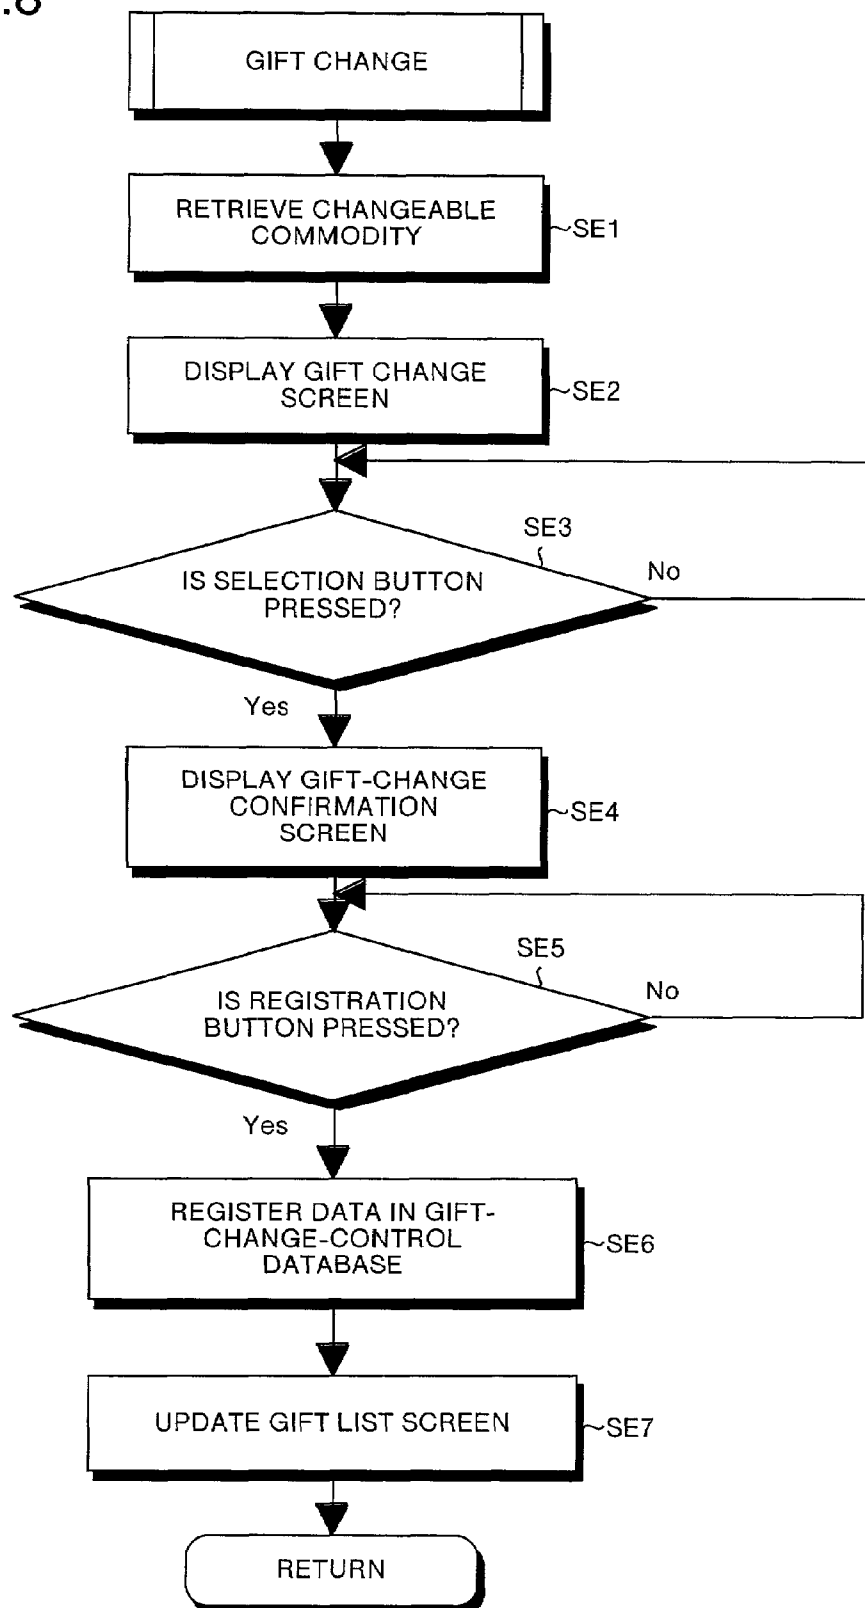 .8
GIFT CHANGE
RETRIEVE CHANGEABLE
COMMODITY
SE1
DISPLAY GIFT CHANGE
SCREEN
SE2
SE3
IS SELECTION BUTTON
PRESSED?
No
Yes
DISPLAY GIFT-CHANGE
CONFIRMATION
SCREEN
SE4
SE5
IS REGISTRATION
BUTTON PRESSED?
No
Yes
REGISTER DATA IN GIFT-
CHANGE-CONTROL
DATABASE
SE6
UPDATE GIFT LIST SCREEN
SE7
RETURN